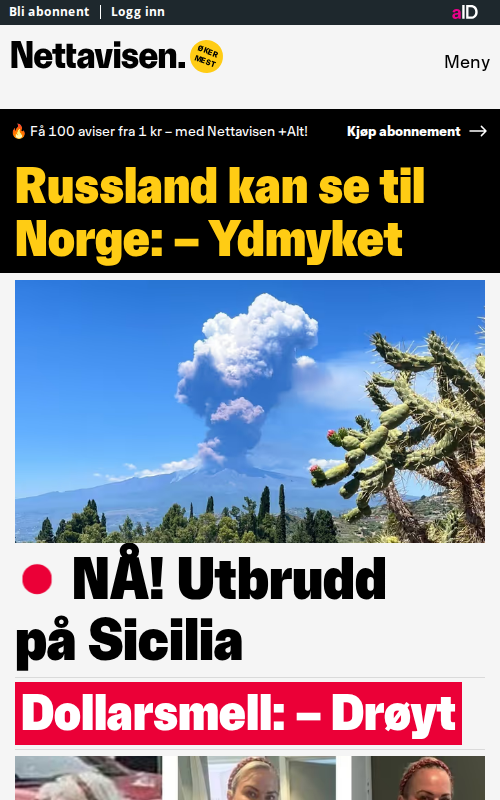 Bli abonnent | Logg inn
aID
Nettavisen.
ØKER
MEST
Meny
🔥 Få 100 aviser fra 1 kr – med Nettavisen +Alt!
Kjøp abonnement →
Russland kan se til
Norge: – Ydmyket
NÅ! Utbrudd
på Sicilia
Dollarsmell: – Drøyt